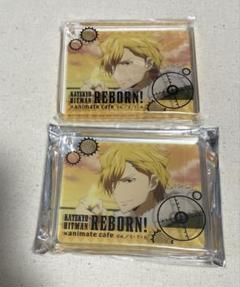 KATEKYO
HITMAN REBORN!
×animate cafe
KATEKYO
HITMAN REBORN!
×animate cafe